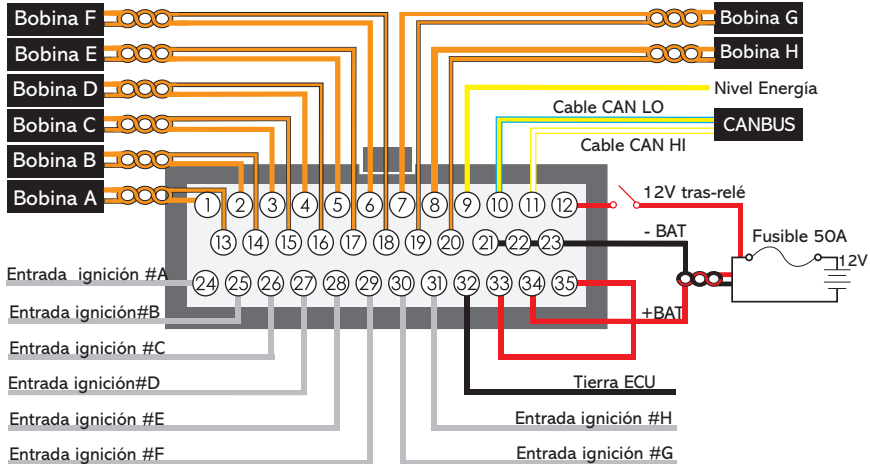 Bobina F
Bobina E
Bobina D
Bobina C
Bobina B
Bobina A
Bobina G
Bobina H
Nivel Energía
Cable CAN LO
CANBUS
Cable CAN HI
12V tras-relé
- BAT
Fusible 50A
12V
+BAT
1 2 3 4 5 6 7 8 9 10 11 12
13 14 15 16 17 18 19 20 21 22 23
24 25 26 27 28 29 30 31 32 33 34 35
Entrada ignición #A
Entrada ignición#B
Entrada ignición #C
Entrada ignición#D
Entrada ignición #E
Entrada ignición #F
Tierra ECU
Entrada ignición #H
Entrada ignición #G